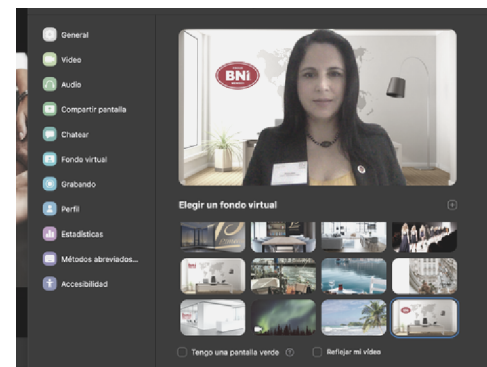 General
Video
Audio
Compartir pantalla
Chatear
Fondo virtual
Grabando
Perfil
Estadísticas
Métodos abreviados...
Accesibilidad
BNI
Elegir un fondo virtual
Tengo una pantalla verde
Reflejar mi vídeo